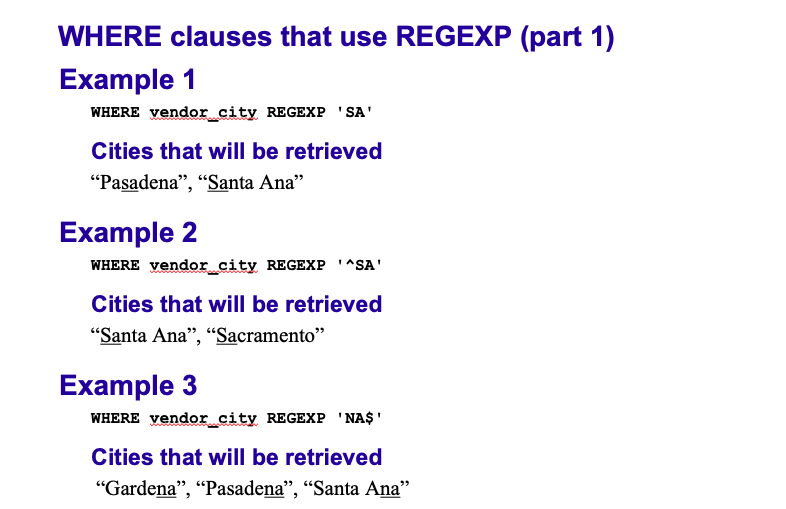 WHERE clauses that use REGEXP (part 1)
Example 1
WHERE vendor_city REGEXP 'SA'
Cities that will be retrieved
“Pasadena”, “Santa Ana”
Example 2
WHERE vendor_city REGEXP '^SA'
Cities that will be retrieved
“Santa Ana”, “Sacramento”
Example 3
WHERE vendor_city REGEXP 'NA$'
Cities that will be retrieved
“Gardena”, “Pasadena”, “Santa Ana”